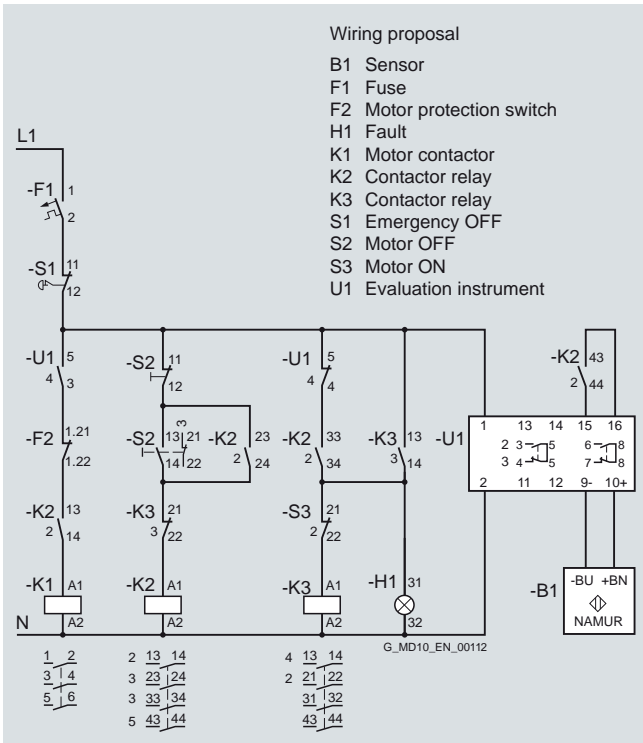 Wiring proposal
B1 Sensor
F1 Fuse
F2 Motor protection switch
H1 Fault
K1 Motor contactor
K2 Contactor relay
K3 Contactor relay
S1 Emergency OFF
S2 Motor OFF
S3 Motor ON
U1 Evaluation instrument
L1
-F1 1
2
-S1 11
12
-U1 5
4 3
-S2 11
12
-U1 5
4 4
-K2 43
2 44
-F2 1.21
1.22
-S2 13 21 3
14 22
-K2 23
2 24
-K2 33
2 34
-K3 13
3 14
-U1
1 13 14 15 16
2 3 5 6 8
3 4 5 7 8
2 11 12 9- 10+
-K2 13
2 14
-K3 21
3 22
-S3 21
2 22
-K1 A1
A2
-K2 A1
A2
-K3 A1
A2
-H1 31
32
-B1
-BU +BN
NAMUR
N
G_MD10_EN_00112
1 2
3 4
5 6
2 13 14
3 23 24
3 33 34
5 43 44
4 13 14
2 21 22
31 32
43 44